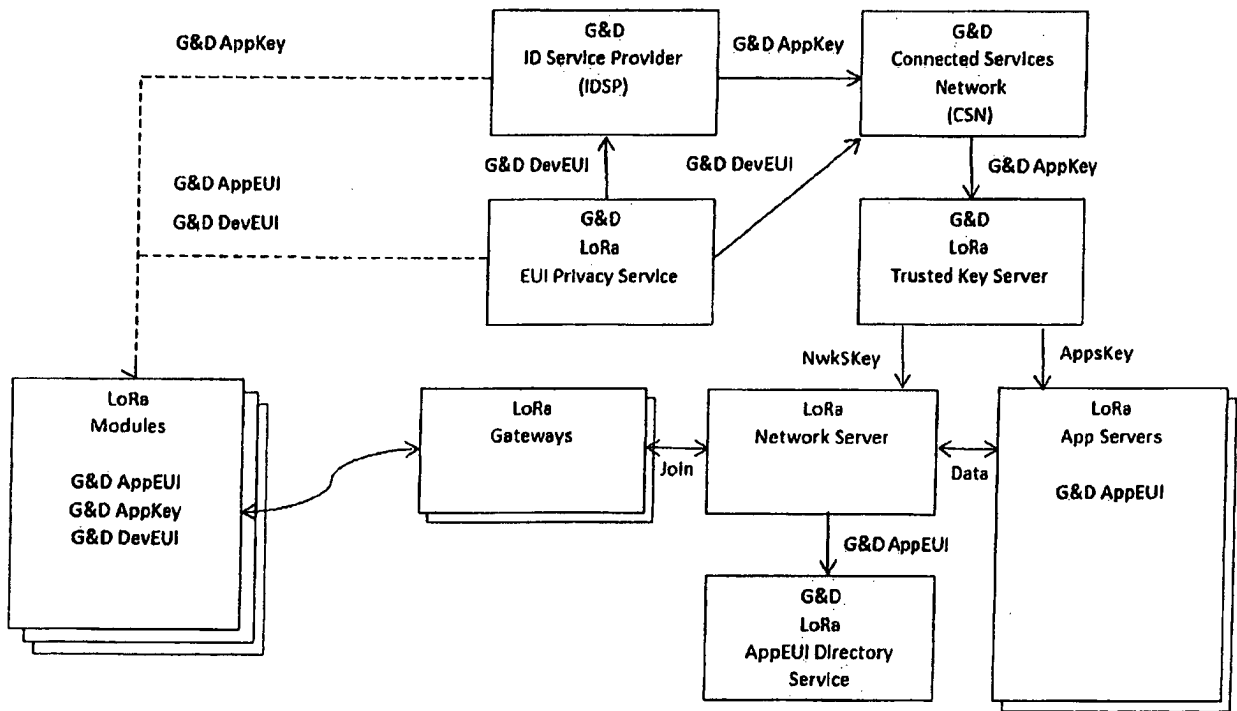 G&D AppKey
G&D
ID Service Provider
(IDSP)
G&D AppKey
G&D
Connected Services
Network
(CSN)
G&D DevEUI
G&D DevEUI
G&D AppKey
G&D AppEUI
G&D DevEUI
G&D
LoRa
EUI Privacy Service
G&D
LoRa
Trusted Key Server
NwkSKey
AppsKey
LoRa
Modules
G&D AppEUI
G&D AppKey
G&D DevEUI
LoRa
Gateways
Join
LoRa
Network Server
Data
LoRa
App Servers
G&D AppEUI
G&D AppEUI
G&D
LoRa
AppEUI Directory
Service